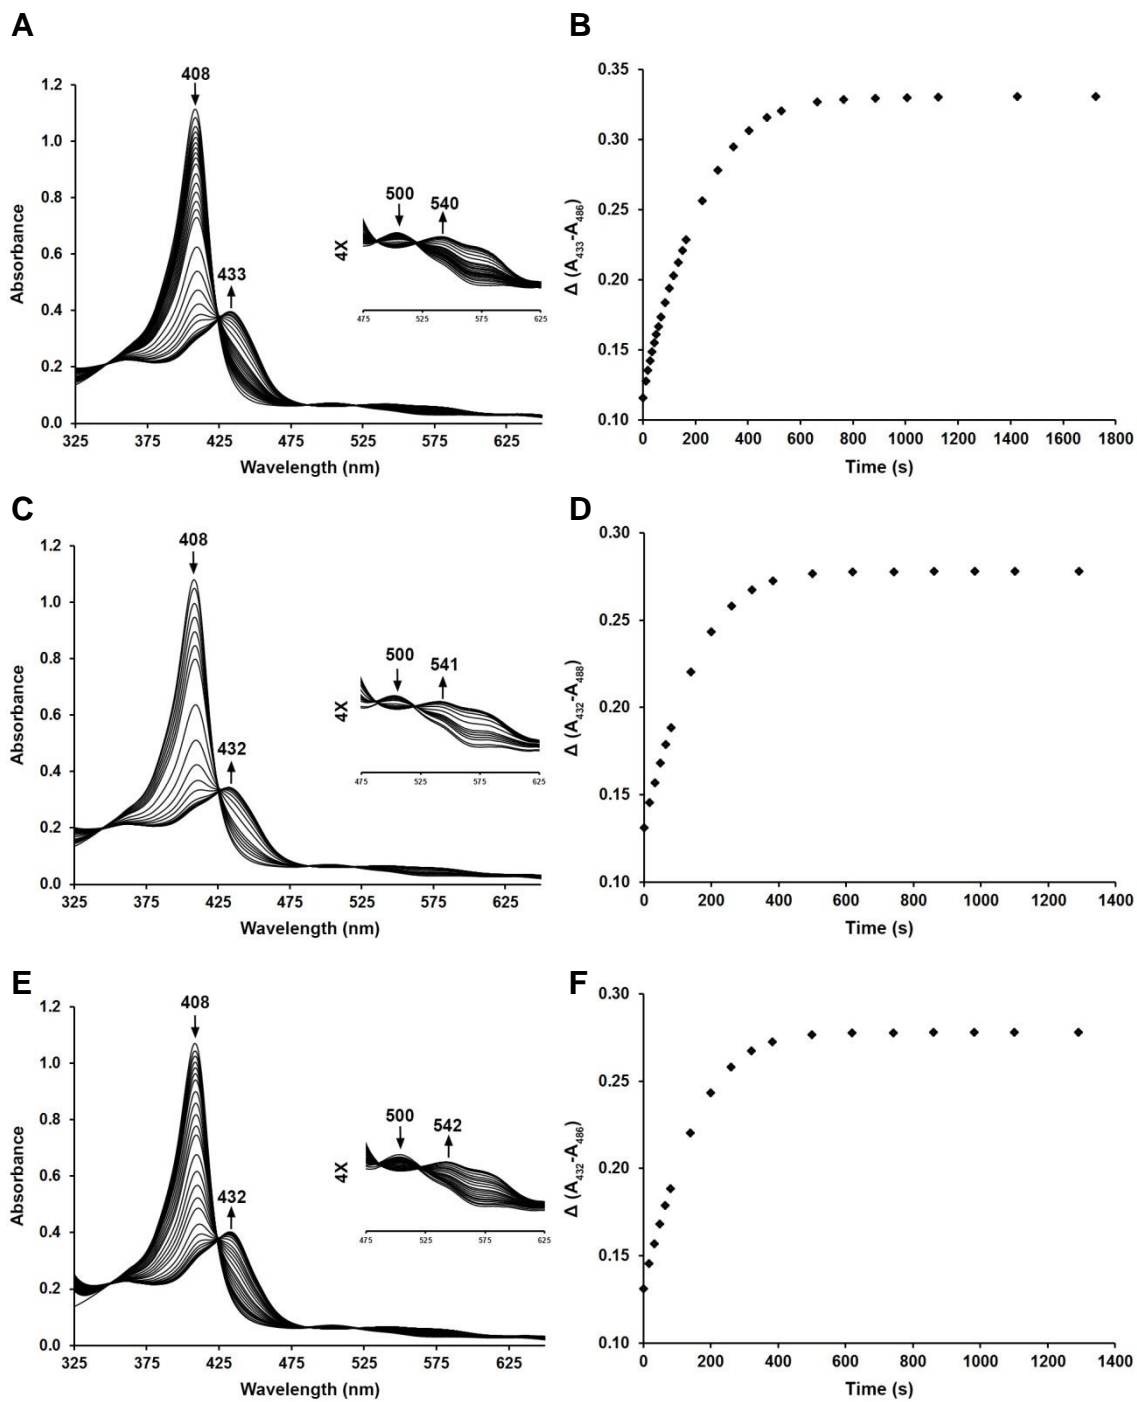 A
408
1.2
1.0
0.8
0.6
0.4
0.2
0.0
Absorbance
433
325 375 425 475 525 575 625
Wavelength (nm)
500
540
4X
475 525 575 625
B
0.35
0.30
0.25
0.20
0.15
0.10
Δ (A433-A486)
0 200 400 600 800 1000 1200 1400 1600 1800
Time (s)
C
408
1.2
1.0
0.8
0.6
0.4
0.2
0.0
Absorbance
432
325 375 425 475 525 575 625
Wavelength (nm)
500
541
4X
475 525 575 625
D
0.30
0.25
0.20
0.15
0.10
Δ (A432-A488)
0 200 400 600 800 1000 1200 1400
Time (s)
E
408
1.2
1.0
0.8
0.6
0.4
0.2
0.0
Absorbance
432
325 375 425 475 525 575 625
Wavelength (nm)
500
542
4X
475 525 575 625
F
0.30
0.25
0.20
0.15
0.10
Δ (A432-A486)
0 200 400 600 800 1000 1200 1400
Time (s)